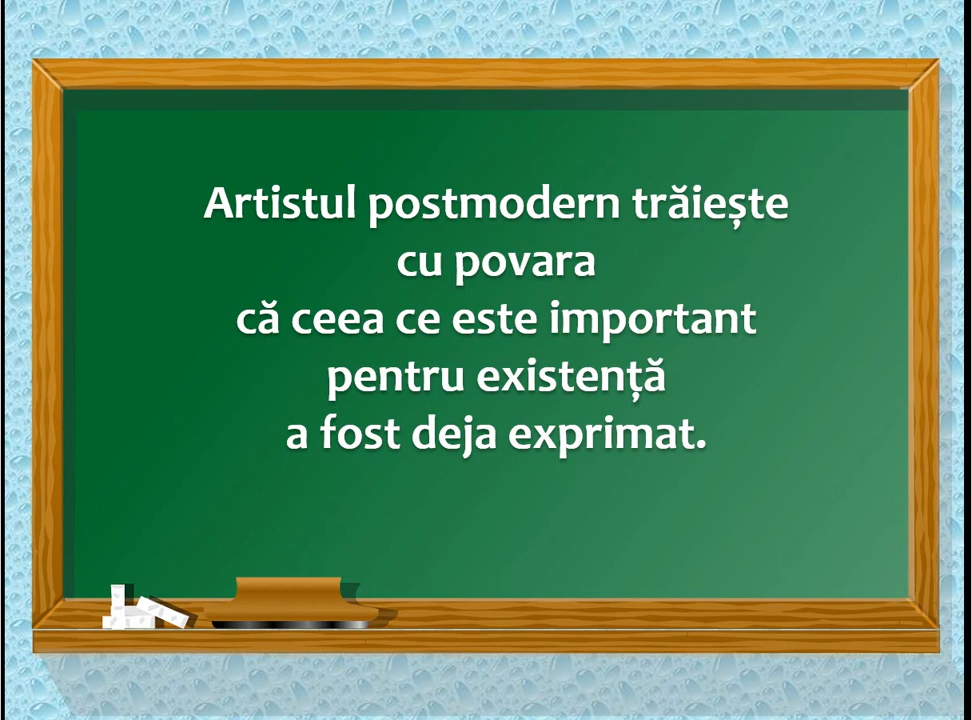 Artistul postmodern trăiește
cu povara
că ceea ce este important
pentru existență
a fost deja exprimat.